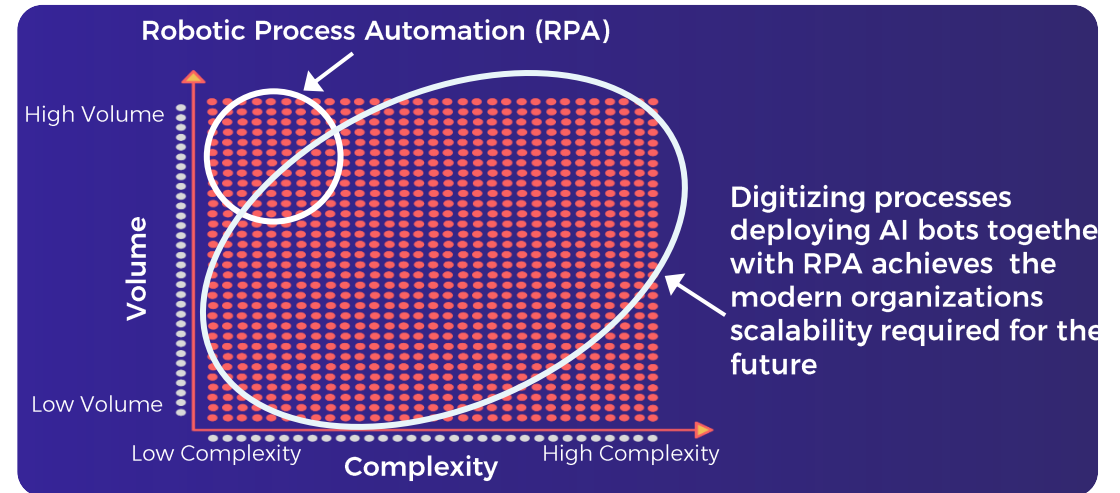 Robotic Process Automation (RPA)
High Volume
Volume
Low Volume
Low Complexity
Complexity
High Complexity
Digitizing processes
deploying AI bots togethe
with RPA achieves the
modern organizations
scalability required for the
future